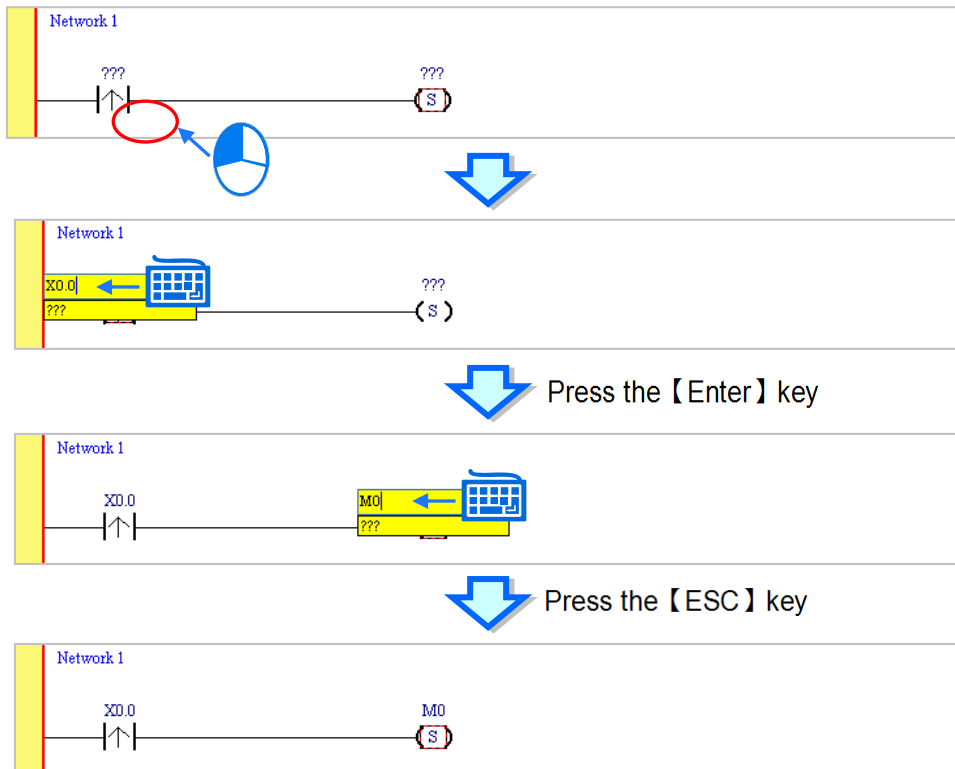 Network 1
??? ???
S
Network 1
X0.0 ???
??? S
Press the【Enter】key
Network 1
X0.0 M0
???
Press the【ESC】key
Network 1
X0.0 M0
S